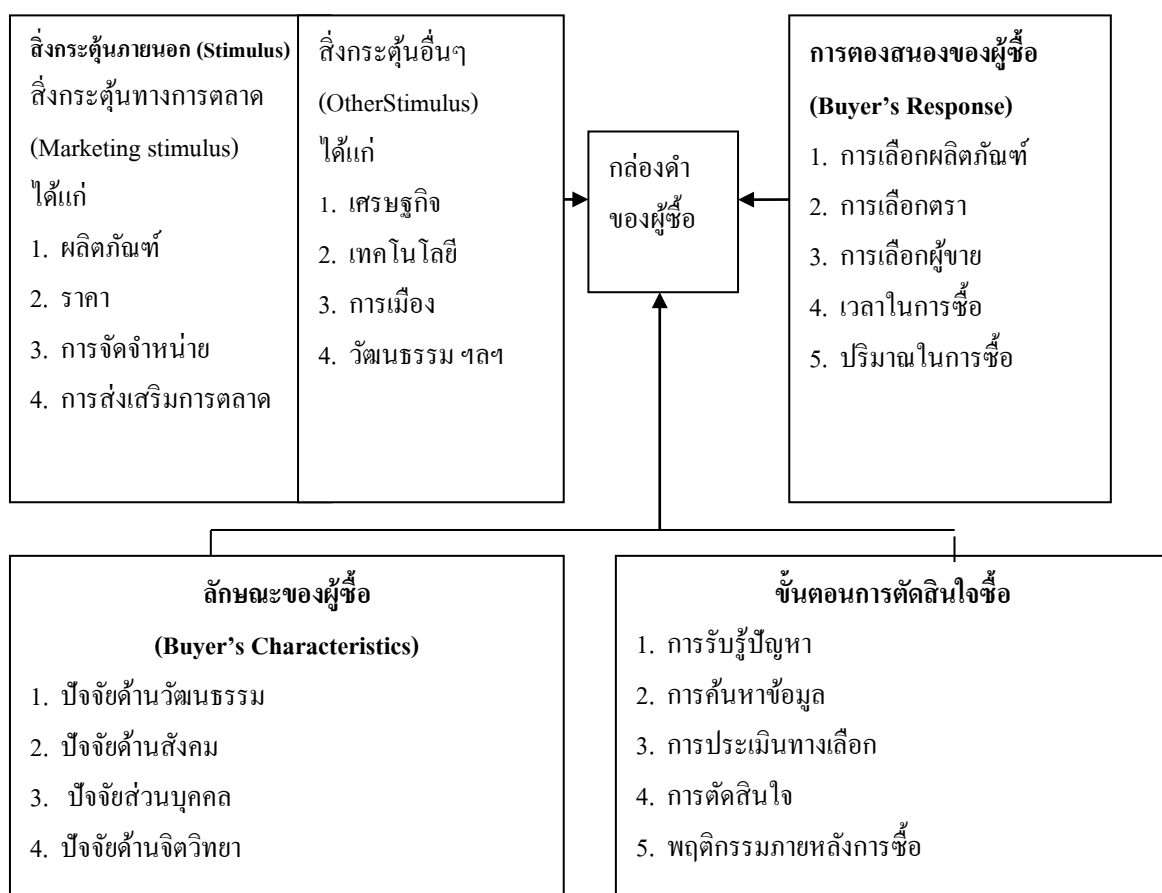 สิ่งกระตุ้นภายนอก (Stimulus)
สิ่งกระตุ้นทางการตลาด
(Marketing stimulus)
ได้แก่
1. ผลิตภัณฑ์
2. ราคา
3. การจัดจำหน่าย
4. การส่งเสริมการตลาด
สิ่งกระตุ้นอื่นๆ
(OtherStimulus)
ได้แก่
1. เศรษฐกิจ
2. เทคโนโลยี
3. การเมือง
4. วัฒนธรรม ฯลฯ
กล่องดำ
ของผู้ซื้อ
การตองสนองของผู้ซื้อ
(Buyer’s Response)
1. การเลือกผลิตภัณฑ์
2. การเลือกตรา
3. การเลือกผู้ขาย
4. เวลาในการซื้อ
5. ปริมาณในการซื้อ
ลักษณะของผู้ซื้อ
(Buyer’s Characteristics)
1. ปัจจัยด้านวัฒนธรรม
2. ปัจจัยด้านสังคม
3. ปัจจัยส่วนบุคคล
4. ปัจจัยด้านจิตวิทยา
ขั้นตอนการตัดสินใจซื้อ
1. การรับรู้ปัญหา
2. การค้นหาข้อมูล
3. การประเมินทางเลือก
4. การตัดสินใจ
5. พฤติกรรมภายหลังการซื้อ